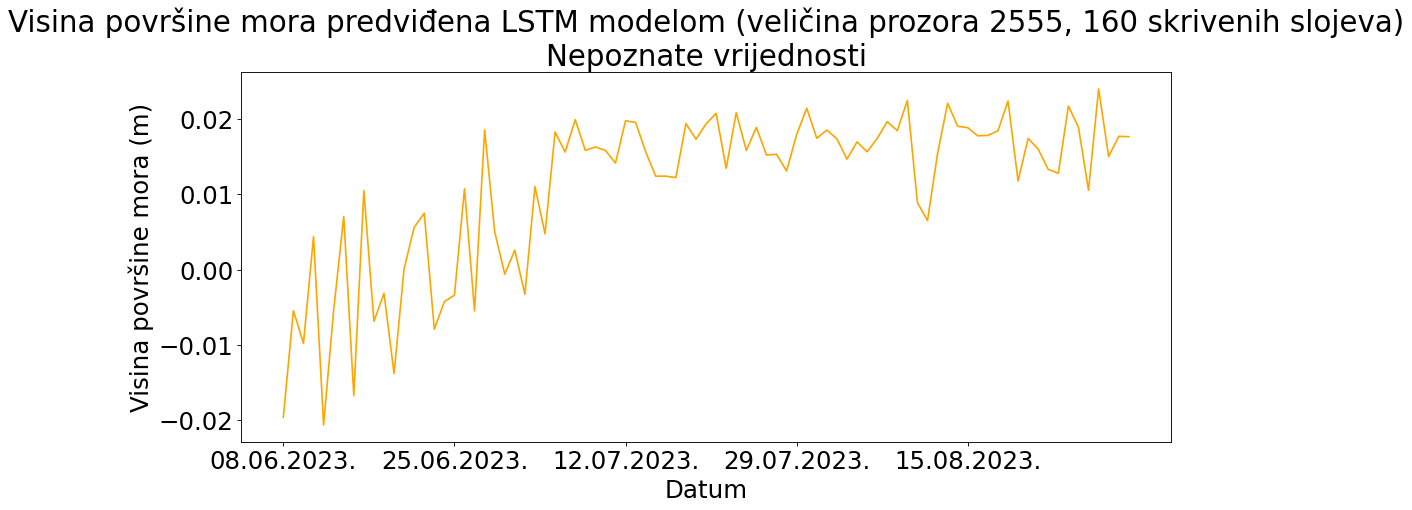 Visina površine mora predviđena LSTM modelom (veličina prozora 2555, 160 skrivenih slojeva)
Nepoznate vrijednosti
Visina površine mora (m)
0.02
0.01
0.00
−0.01
−0.02
08.06.2023. 25.06.2023. 12.07.2023. 29.07.2023. 15.08.2023.
Datum